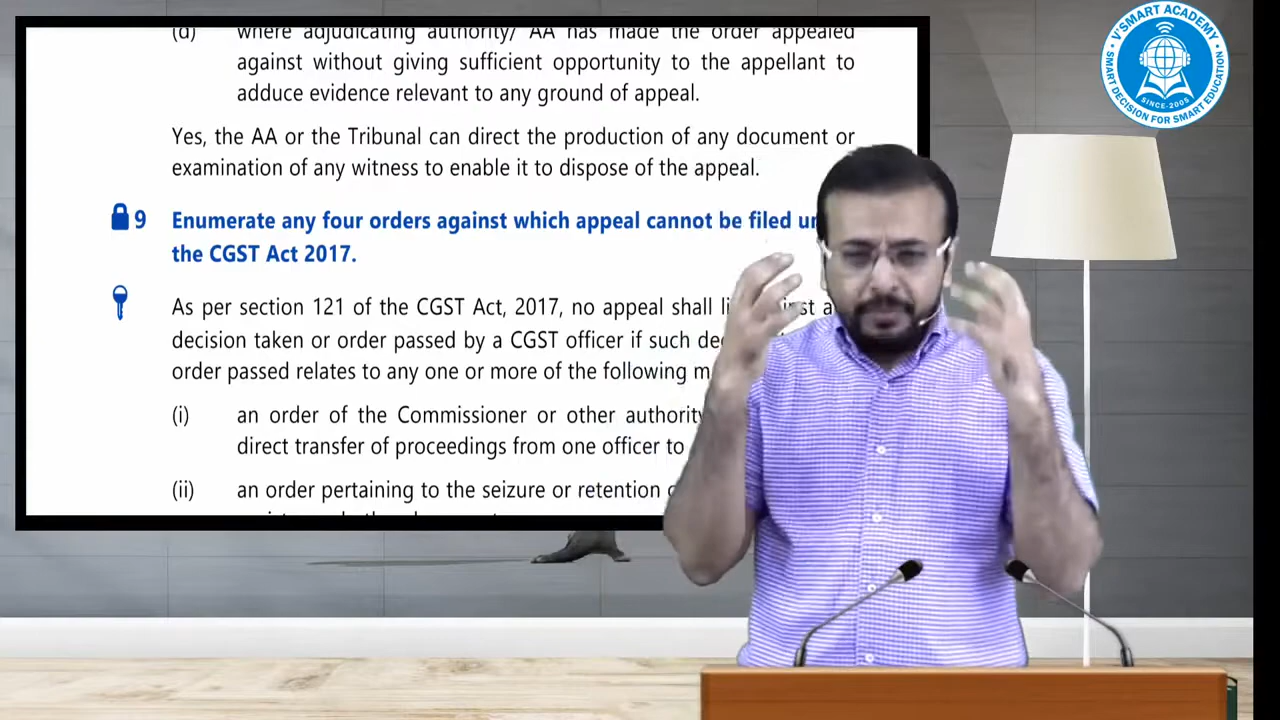 (d) where adjudicating authority/ AA has made the order appealed
against without giving sufficient opportunity to the appellant to
adduce evidence relevant to any ground of appeal.
Yes, the AA or the Tribunal can direct the production of any document or
examination of any witness to enable it to dispose of the appeal.
9 Enumerate any four orders against which appeal cannot be filed
the CGST Act 2017.
As per section 121 of the CGST Act, 2017, no appeal shall
decision taken or order passed by a CGST officer if such
order passed relates to any one or more of the following
(i) an order of the Commissioner or other authority
direct transfer of proceedings from one officer to
(ii) an order pertaining to the seizure or retention
V'SMART ACADEMY
SINCE-2005
SMART DECISION FOR SMART EDUCATION